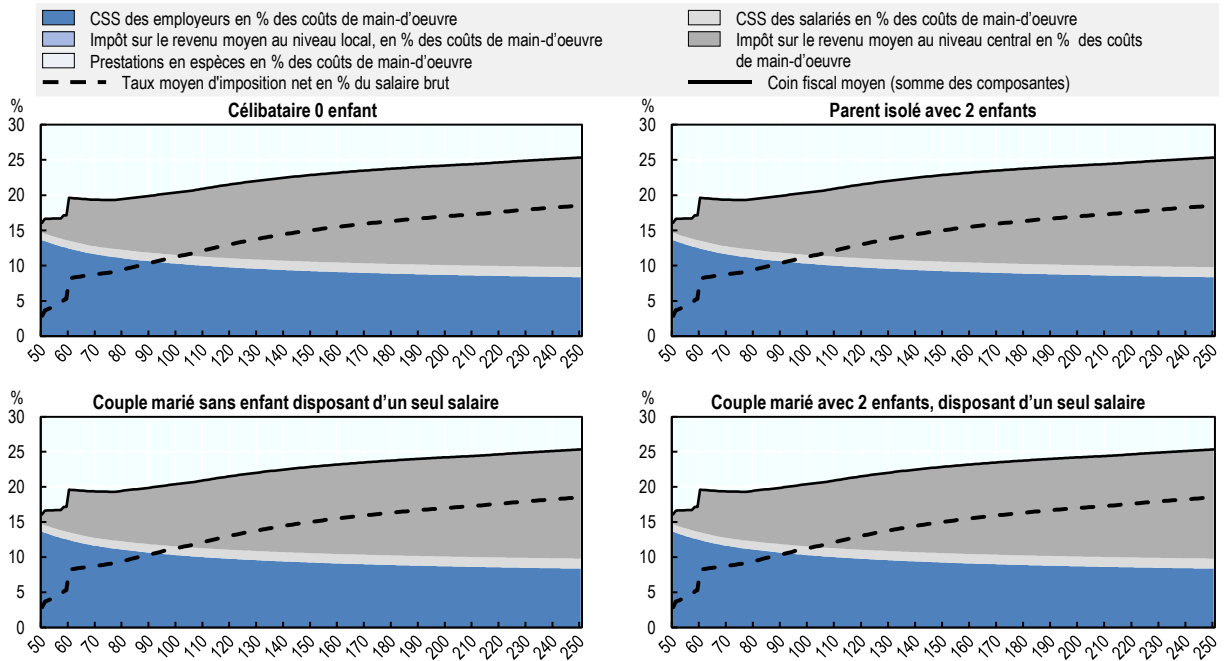 CSS des employeurs en % des coûts de main-d'oeuvre
CSS des salariés en % des coûts de main-d'oeuvre
Impôt sur le revenu moyen au niveau local, en % des coûts de main-d'oeuvre
Impôt sur le revenu moyen au niveau central en % des coûts
de main-d'oeuvre
Prestations en espèces en % des coûts de main-d'oeuvre
Taux moyen d'imposition net en % du salaire brut
Coin fiscal moyen (somme des composantes)
Célibataire 0 enfant
%
30
25
20
15
10
5
0
50 60 70 80 90 100 110 120 130 140 150 160 170 180 190 200 210 220 230 240 250
Parent isolé avec 2 enfants
%
30
25
20
15
10
5
0
50 60 70 80 90 100 110 120 130 140 150 160 170 180 190 200 210 220 230 240 250
Couple marié sans enfant disposant d’un seul salaire
%
30
25
20
15
10
5
0
50 60 70 80 90 100 110 120 130 140 150 160 170 180 190 200 210 220 230 240 250
Couple marié avec 2 enfants, disposant d’un seul salaire
%
30
25
20
15
10
5
0
50 60 70 80 90 100 110 120 130 140 150 160 170 180 190 200 210 220 230 240 250